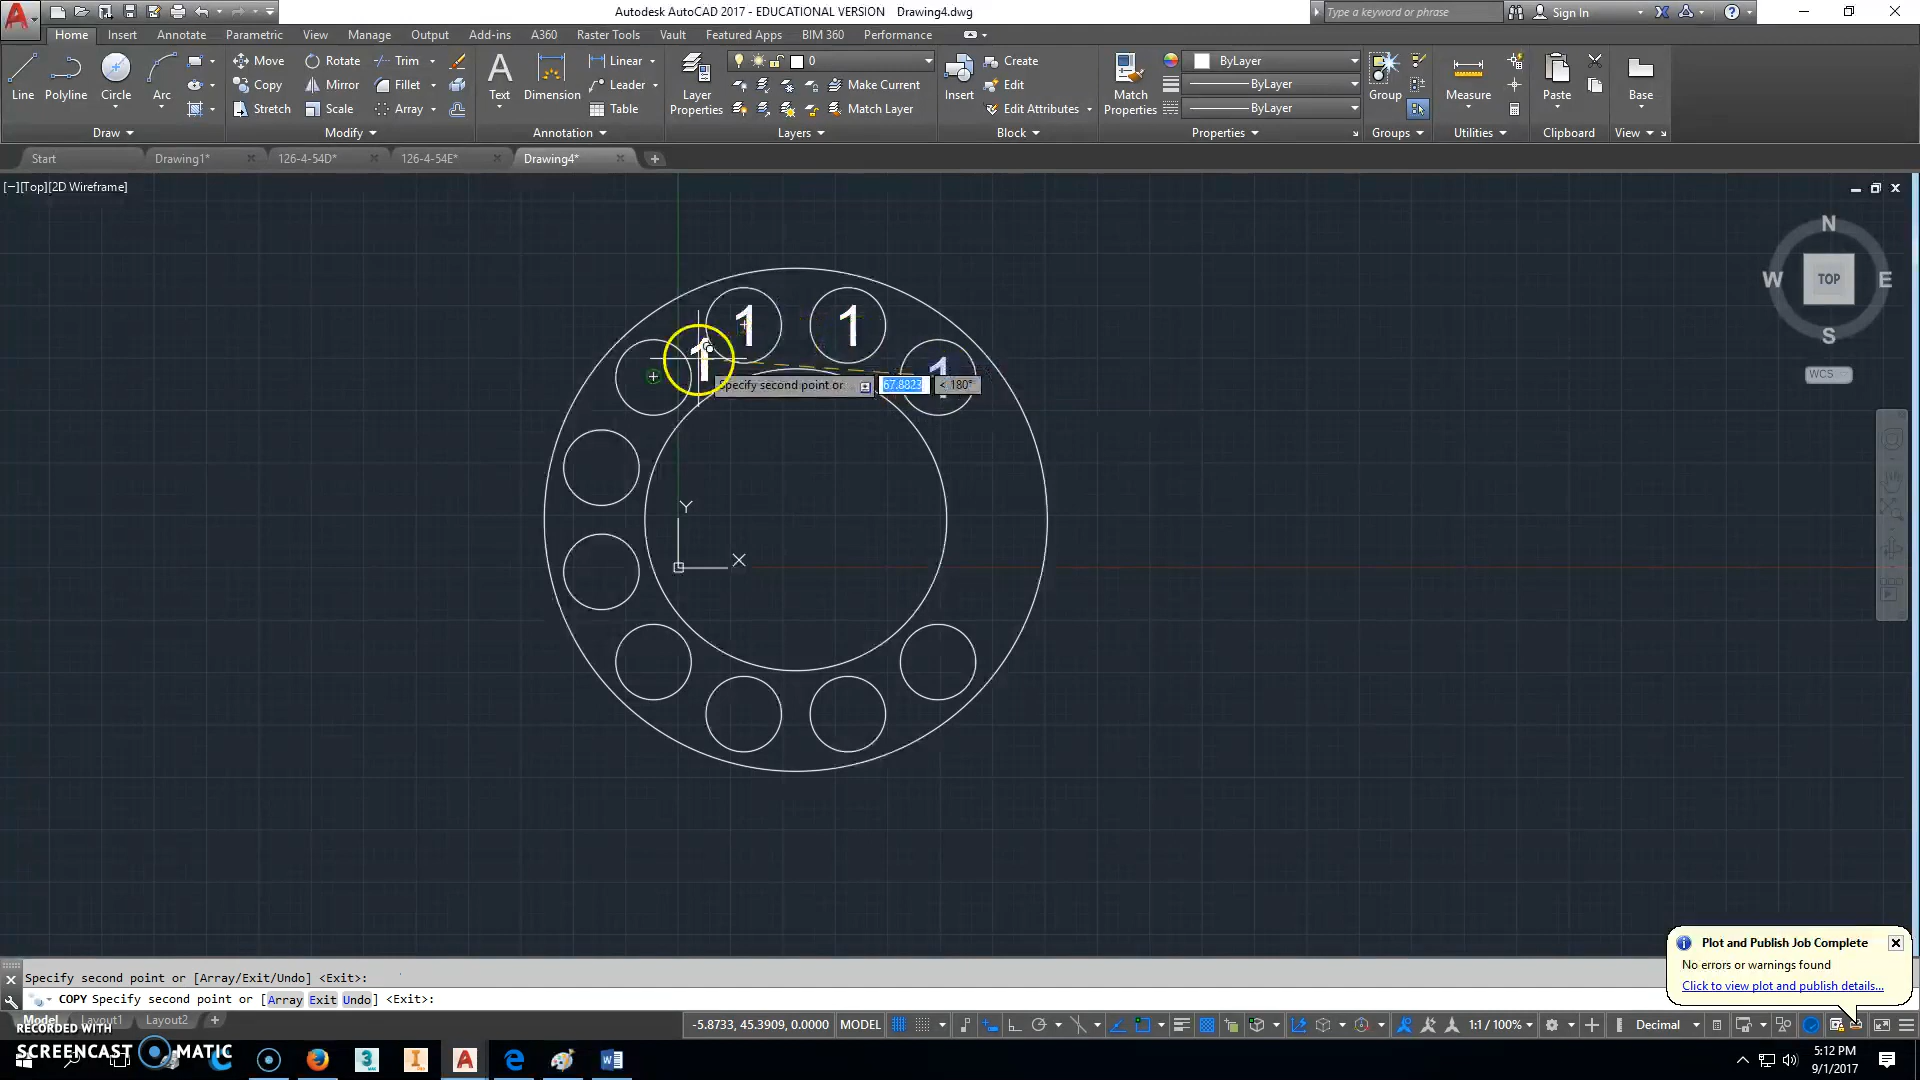 Autodesk AutoCAD 2017 - EDUCATIONAL VERSION Drawing4.dwg
Type a keyword or phrase
Sign In
Home Insert Annotate Parametric View Manage Output Add-ins A360 Raster Tools Vault Featured Apps BIM 360 Performance
Line Polyline Circle Arc
Move Rotate Trim
Copy Mirror Fillet
Stretch Scale Array
Text Dimension
Linear
Leader
Table
Layer Properties
0
Make Current
Match Layer
Insert
Create
Edit
Edit Attributes
Match Properties
ByLayer
ByLayer
ByLayer
Group
Measure
Paste
Base
Draw Modify Annotation Layers Block Properties Groups Utilities Clipboard View
Start Drawing1* 126-4-54D* 126-4-54E* Drawing4*
[−][Top][2D Wireframe]
N
W TOP E
S
WCS
1 1
1 1
Specify second point or 67.8823 < 180°
Y
X
Specify second point or [Array/Exit/Undo] <Exit>:
COPY Specify second point or [Array Exit Undo] <Exit>:
Plot and Publish Job Complete
No errors or warnings found
Click to view plot and publish details...
Model Layout1 Layout2
-5.8733, 45.3909, 0.0000 MODEL
1:1 / 100%
Decimal
RECORDED WITH
SCREENCAST MATIC
5:12 PM
9/1/2017